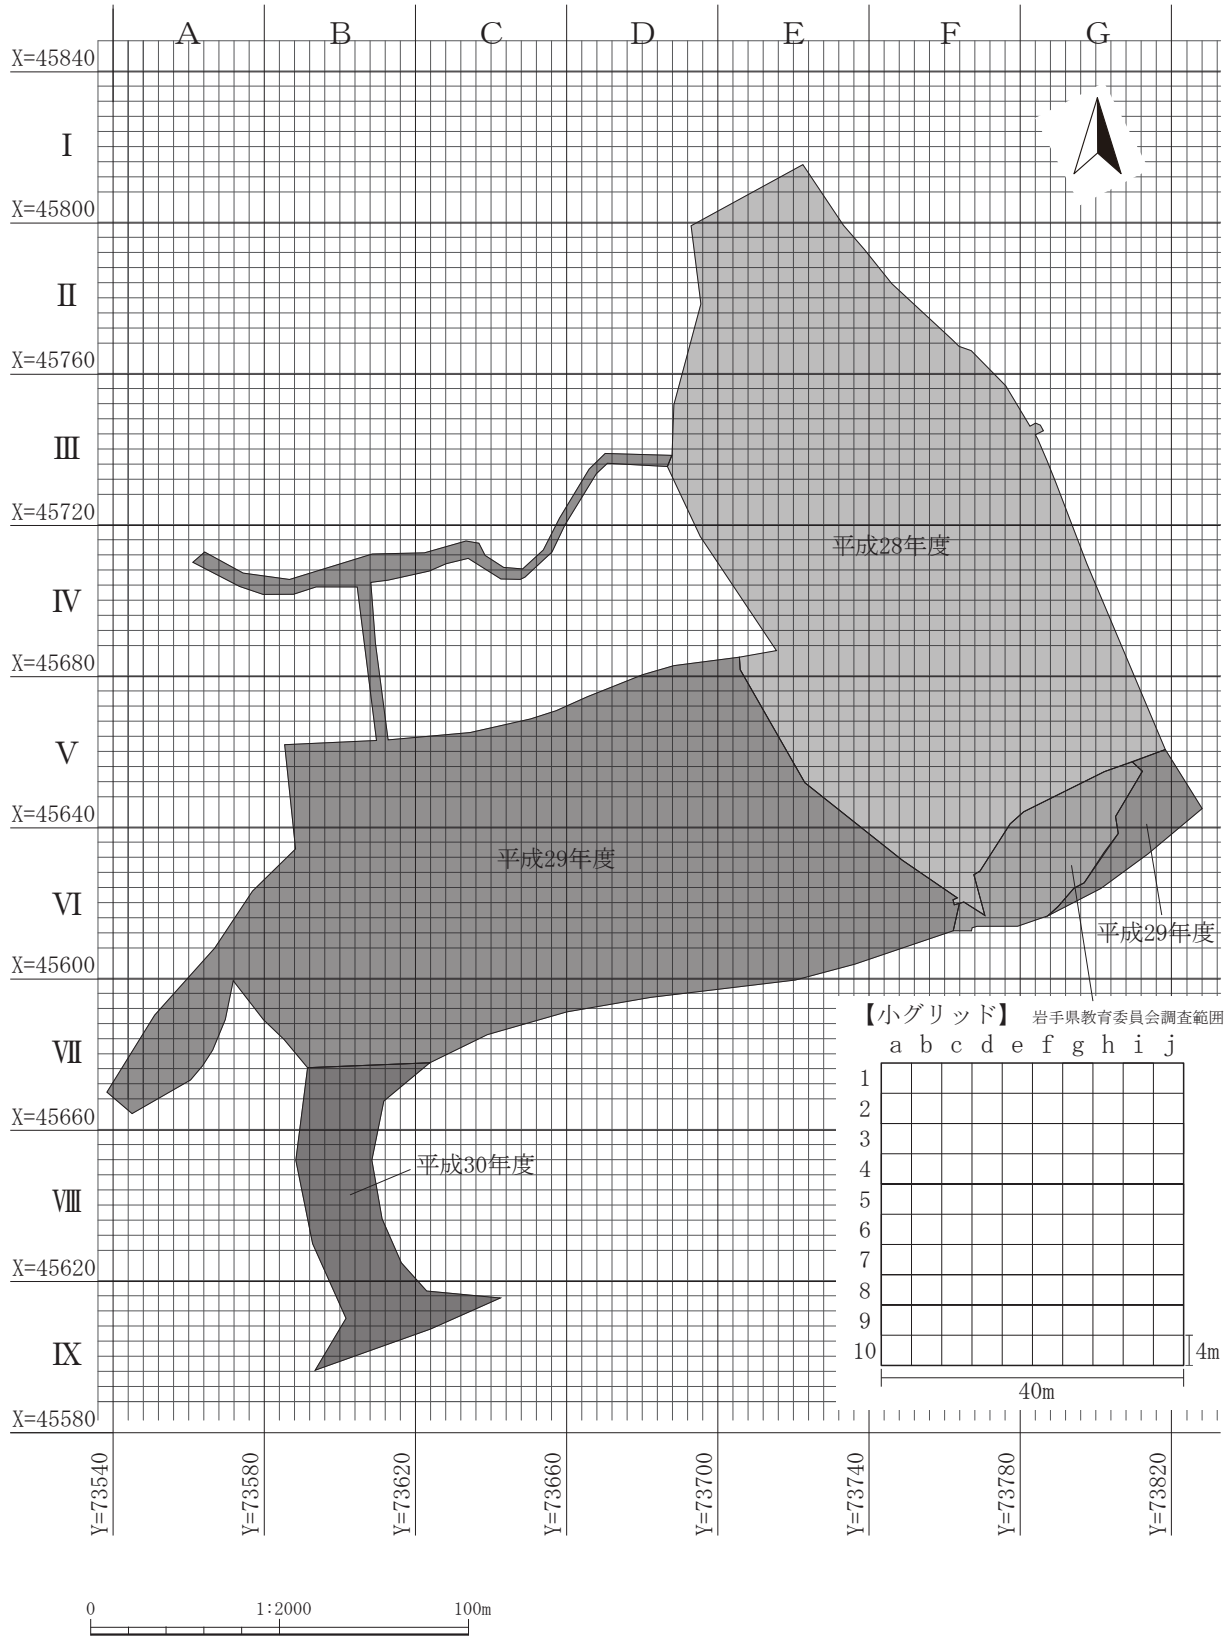 A B C D E F G
X=45840
I
X=45800
II
X=45760
III
X=45720
平成28年度
IV
X=45680
V
X=45640
平成29年度
VI
平成29年度
X=45600
【小グリッド】 岩手県教育委員会調査範囲
VII
a b c d e f g h i j
1
2
3
4
5
6
7
8
9
10
4m
40m
X=45660
平成30年度
VIII
X=45620
IX
X=45580
Y=73540
Y=73580
Y=73620
Y=73660
Y=73700
Y=73740
Y=73780
Y=73820
0 1:2000 100m